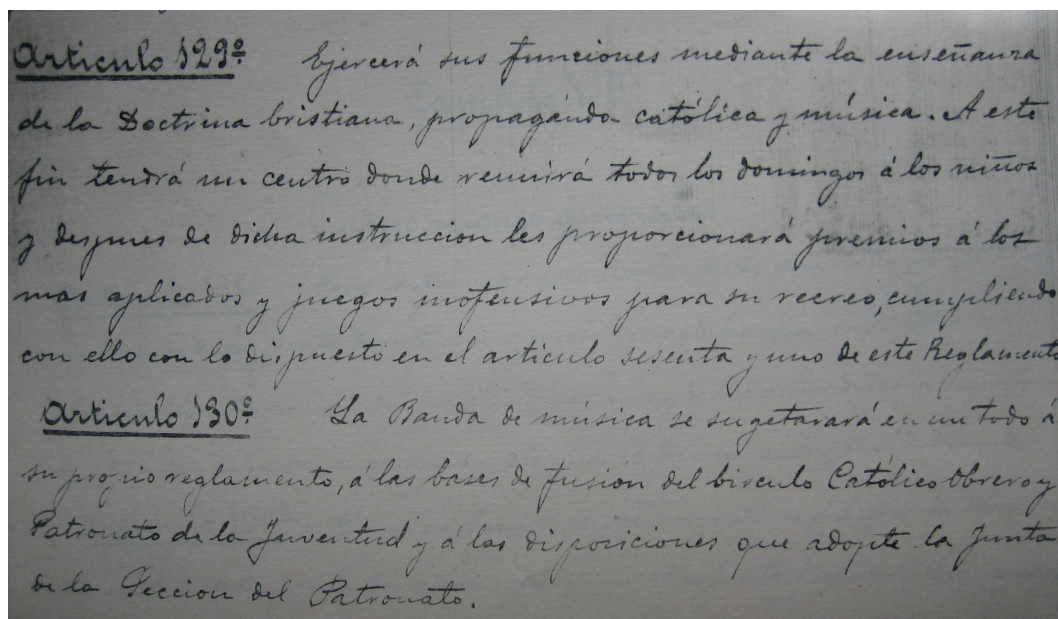 Articulo 129º Ejercerá sus funciones mediante la enseñanza
de la Doctrina Cristiana, propagánda católica y música. A este
fin tendrá un centro donde reunirá todos los domingos á los niños
y despues de dicha instruccion les proporcionará premios á los
mas aplicados y juegos inofensivos para su recreo, cumpliendo
con ello con lo dispuesto en el articulo sesenta y uno de este Reglamento
Articulo 130º La Banda de música se sugetarará en un todo á
su propio reglamento, á las bases de fusion del Circulo Católico Obrero y
Patronato de la Juventud y á las disposiciones que adopte la Junta
de la Seccion del Patronato.